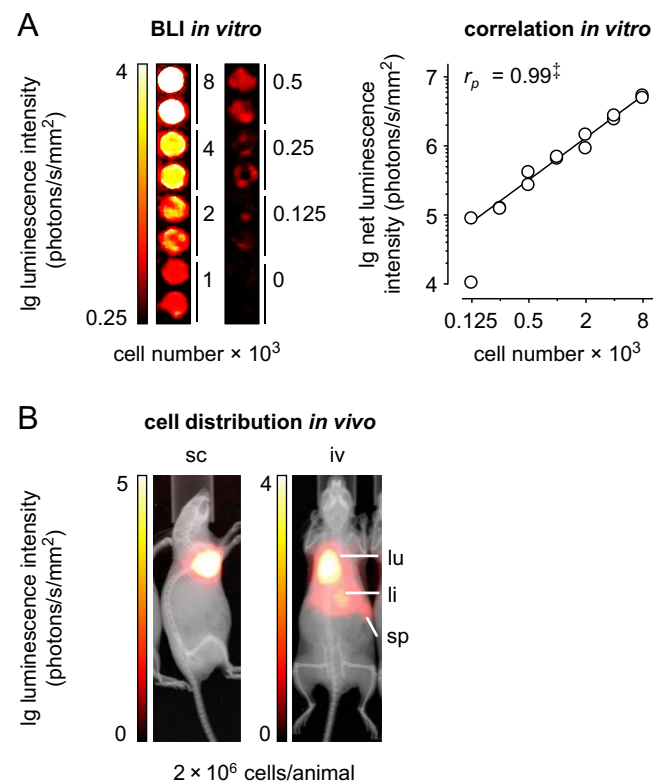 A
BLI in vitro
correlation in vitro
lg luminescence intensity
(photons/s/mm²)
4
0.25
8
4
2
1
0.5
0.25
0.125
0
cell number × 10³
lg net luminescence
intensity (photons/s/mm²)
rₚ = 0.99‡
7
6
5
4
0.125 0.5 2 8
cell number × 10³
B
cell distribution in vivo
sc
iv
lg luminescence intensity
(photons/s/mm²)
5
0
4
0
lu
li
sp
2 × 10⁶ cells/animal